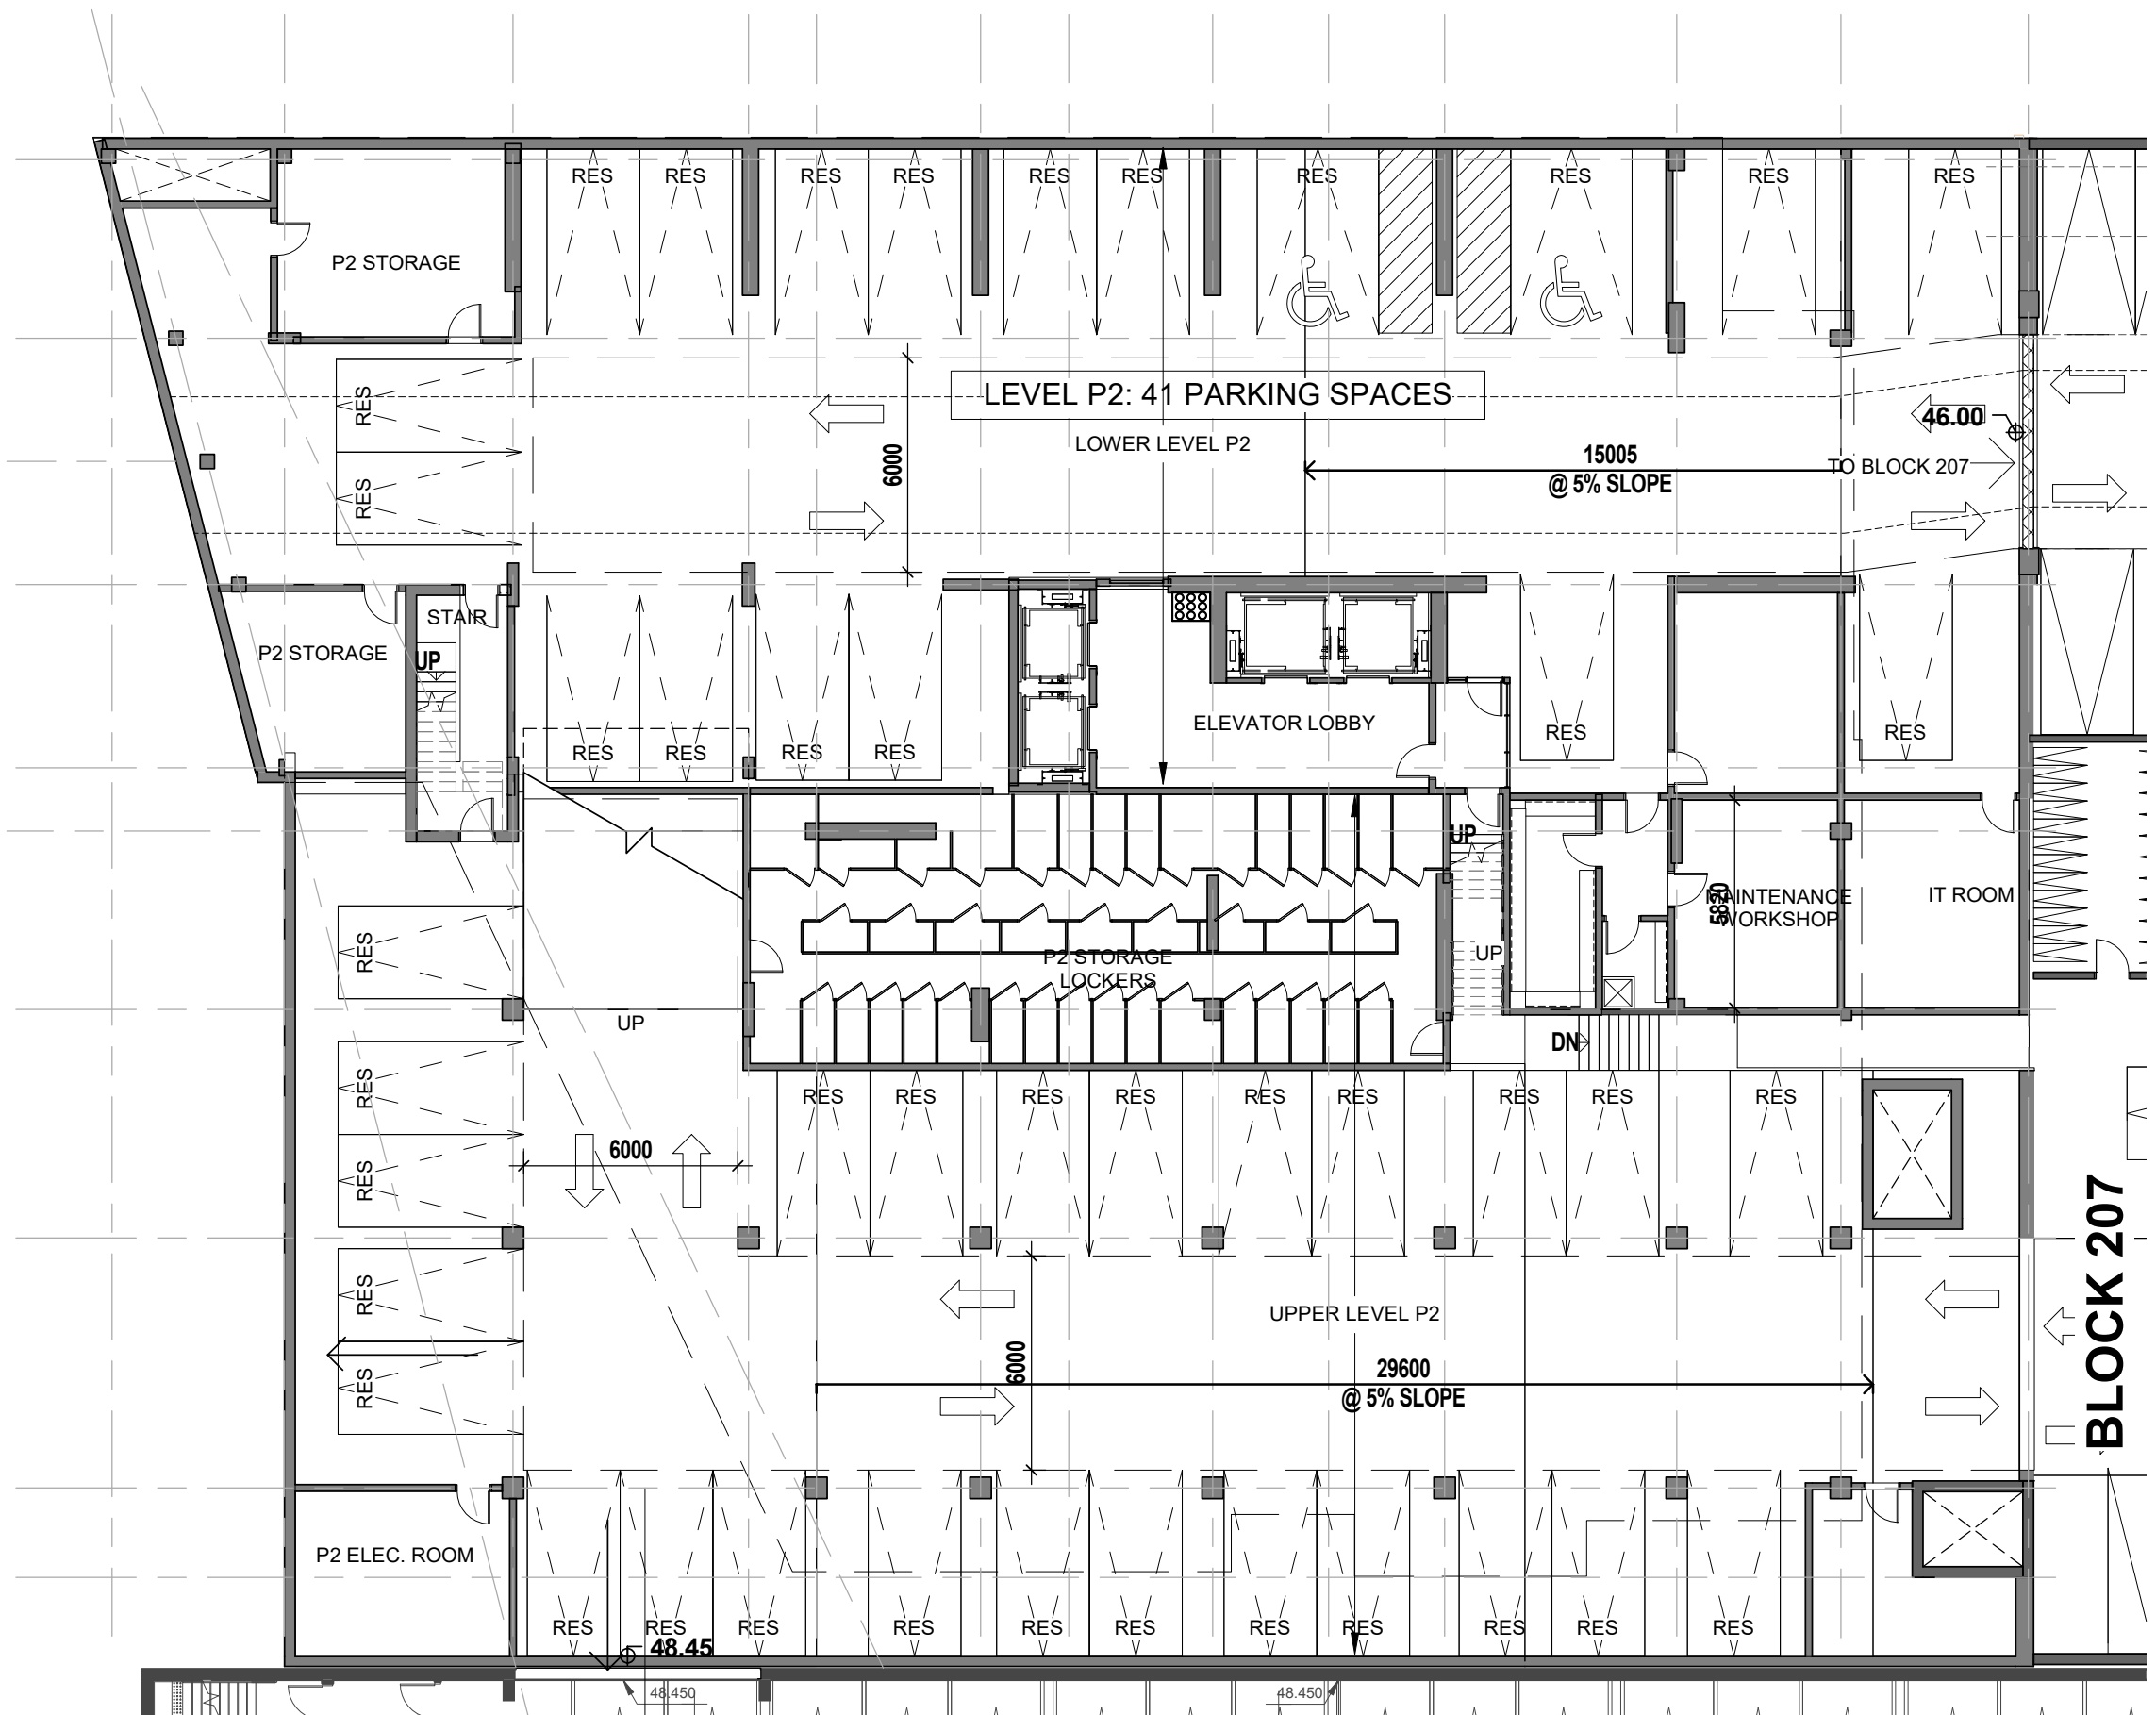 RES RES RES RES RES RES RES RES RES RES
P2 STORAGE
RES
LEVEL P2: 41 PARKING SPACES
46.00
LOWER LEVEL P2
6000
15005
@ 5% SLOPE
TO BLOCK 207
RES
STAIR
P2 STORAGE
UP
ELEVATOR LOBBY
RES RES RES RES RES RES
UP
MAINTENANCE
WORKSHOP
IT ROOM
RES
P2 STORAGE
LOCKERS
UP
UP
DN
RES
RES RES RES RES RES RES RES RES RES
6000
RES
BLOCK 207
RES
UPPER LEVEL P2
6000
29600
@ 5% SLOPE
RES
P2 ELEC. ROOM
RES RES RES RES RES RES RES RES RES RES RES
48.45
48.450
48.450